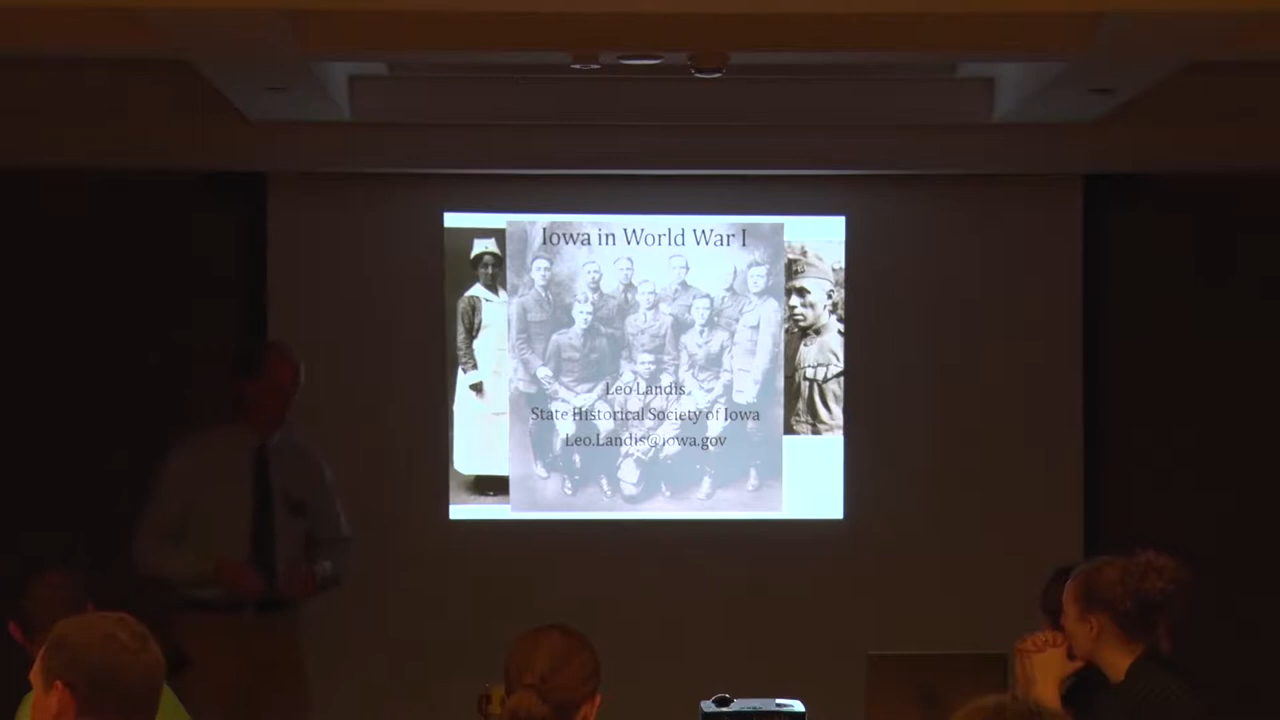 Iowa in World War I
Leo Landis
State Historical Society of Iowa
Leo.Landis@iowa.gov